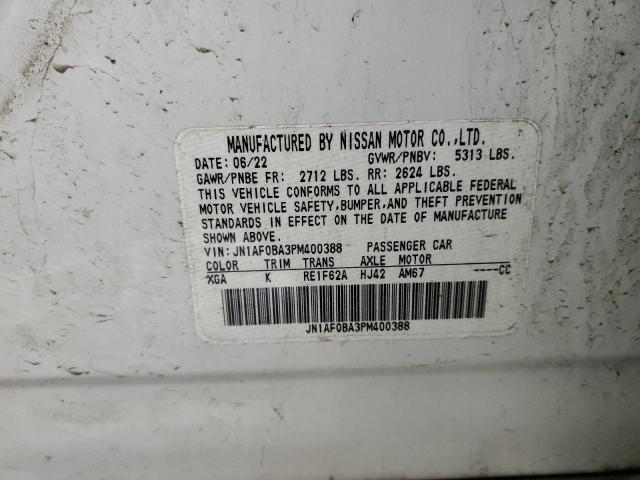 MANUFACTURED BY NISSAN MOTOR CO.,LTD.
DATE: 06/22 GVWR/PNBV: 5313 LBS.
GAWR/PNBE FR: 2712 LBS. RR: 2624 LBS.
THIS VEHICLE CONFORMS TO ALL APPLICABLE FEDERAL
MOTOR VEHICLE SAFETY,BUMPER,AND THEFT PREVENTION
STANDARDS IN EFFECT ON THE DATE OF MANUFACTURE
SHOWN ABOVE.
VIN: JN1AF0BA3PM400388 PASSENGER CAR
COLOR TRIM TRANS AXLE MOTOR
XGA K RE1F62A HJ42 AM67 ----CC
JN1AF0BA3PM400388